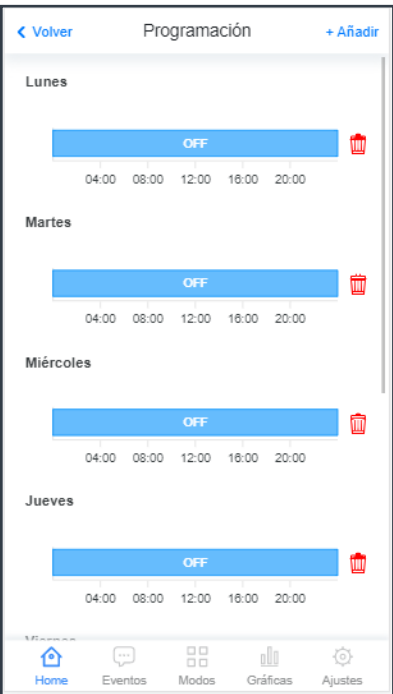 Volver Programación + Añadir
Lunes
OFF
04:00 08:00 12:00 16:00 20:00
Martes
OFF
04:00 08:00 12:00 16:00 20:00
Miércoles
OFF
04:00 08:00 12:00 16:00 20:00
Jueves
OFF
04:00 08:00 12:00 16:00 20:00
Viernes
Home Eventos Modos Gráficas Ajustes